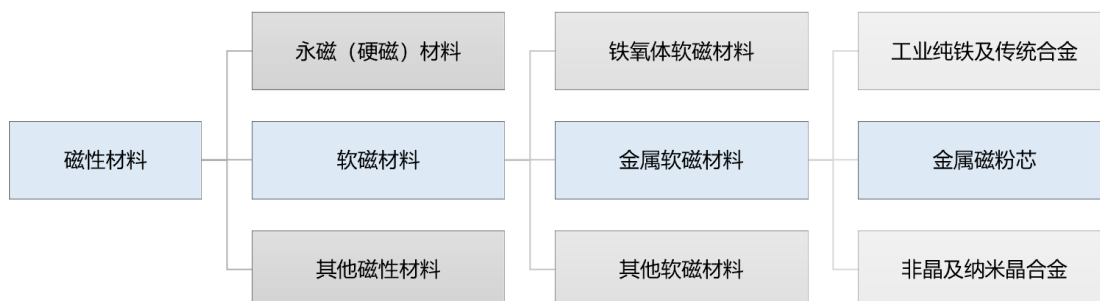 永磁（硬磁）材料
铁氧体软磁材料
工业纯铁及传统合金
磁性材料
软磁材料
金属软磁材料
金属磁粉芯
其他磁性材料
其他软磁材料
非晶及纳米晶合金